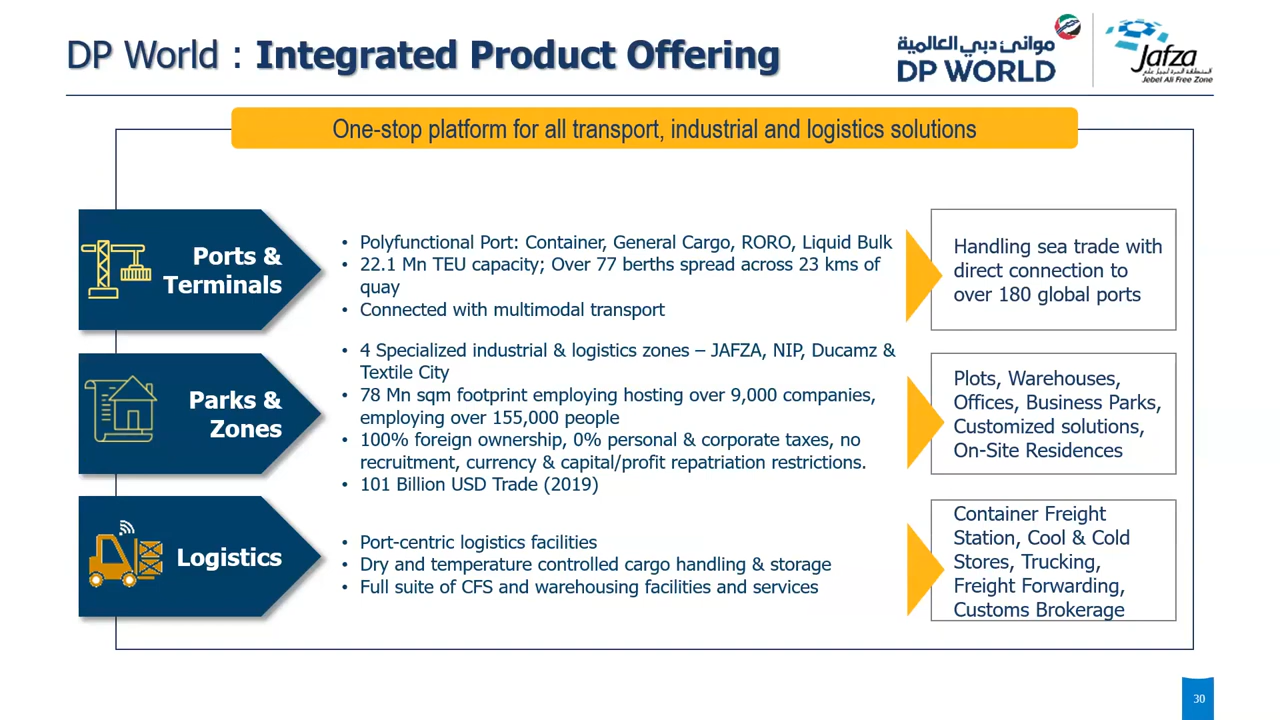 DP World : Integrated Product Offering
موانئ دبي العالمية
DP WORLD
Jafza
المنطقة الحرة لجبل علي
Jebel Ali Free Zone
One-stop platform for all transport, industrial and logistics solutions
Ports &
Terminals
• Polyfunctional Port: Container, General Cargo, RORO, Liquid Bulk
• 22.1 Mn TEU capacity; Over 77 berths spread across 23 kms of
quay
• Connected with multimodal transport
Handling sea trade with
direct connection to
over 180 global ports
Parks &
Zones
• 4 Specialized industrial & logistics zones – JAFZA, NIP, Ducamz &
Textile City
• 78 Mn sqm footprint employing hosting over 9,000 companies,
employing over 155,000 people
• 100% foreign ownership, 0% personal & corporate taxes, no
recruitment, currency & capital/profit repatriation restrictions.
• 101 Billion USD Trade (2019)
Plots, Warehouses,
Offices, Business Parks,
Customized solutions,
On-Site Residences
Logistics
• Port-centric logistics facilities
• Dry and temperature controlled cargo handling & storage
• Full suite of CFS and warehousing facilities and services
Container Freight
Station, Cool & Cold
Stores, Trucking,
Freight Forwarding,
Customs Brokerage
30